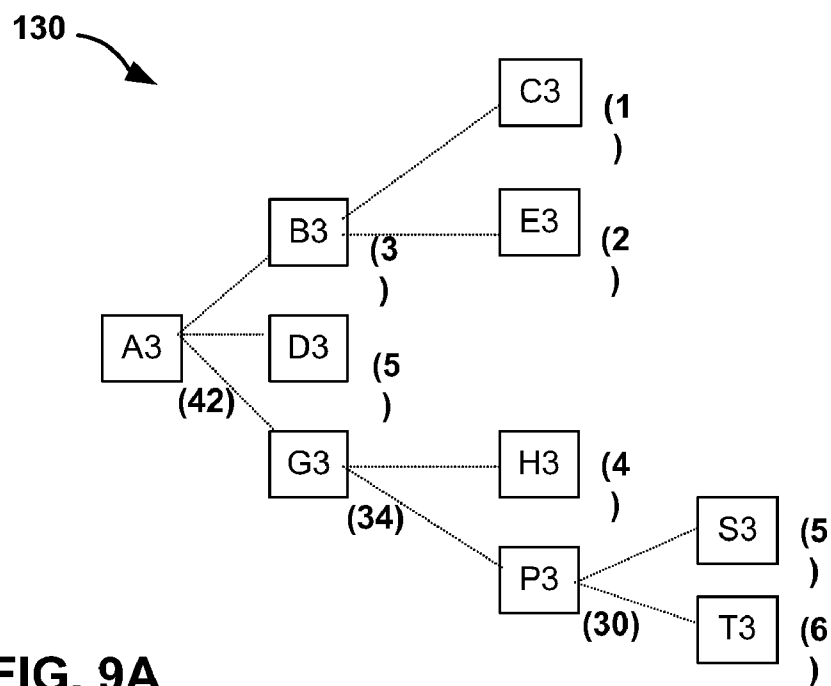 130
C3
(1
)
B3
E3
(3
)
(2
)
A3
D3
(5
)
(42)
G3
H3
(4
)
(34)
S3
(5
)
P3
(30)
T3
(6
)
FIG. 9A